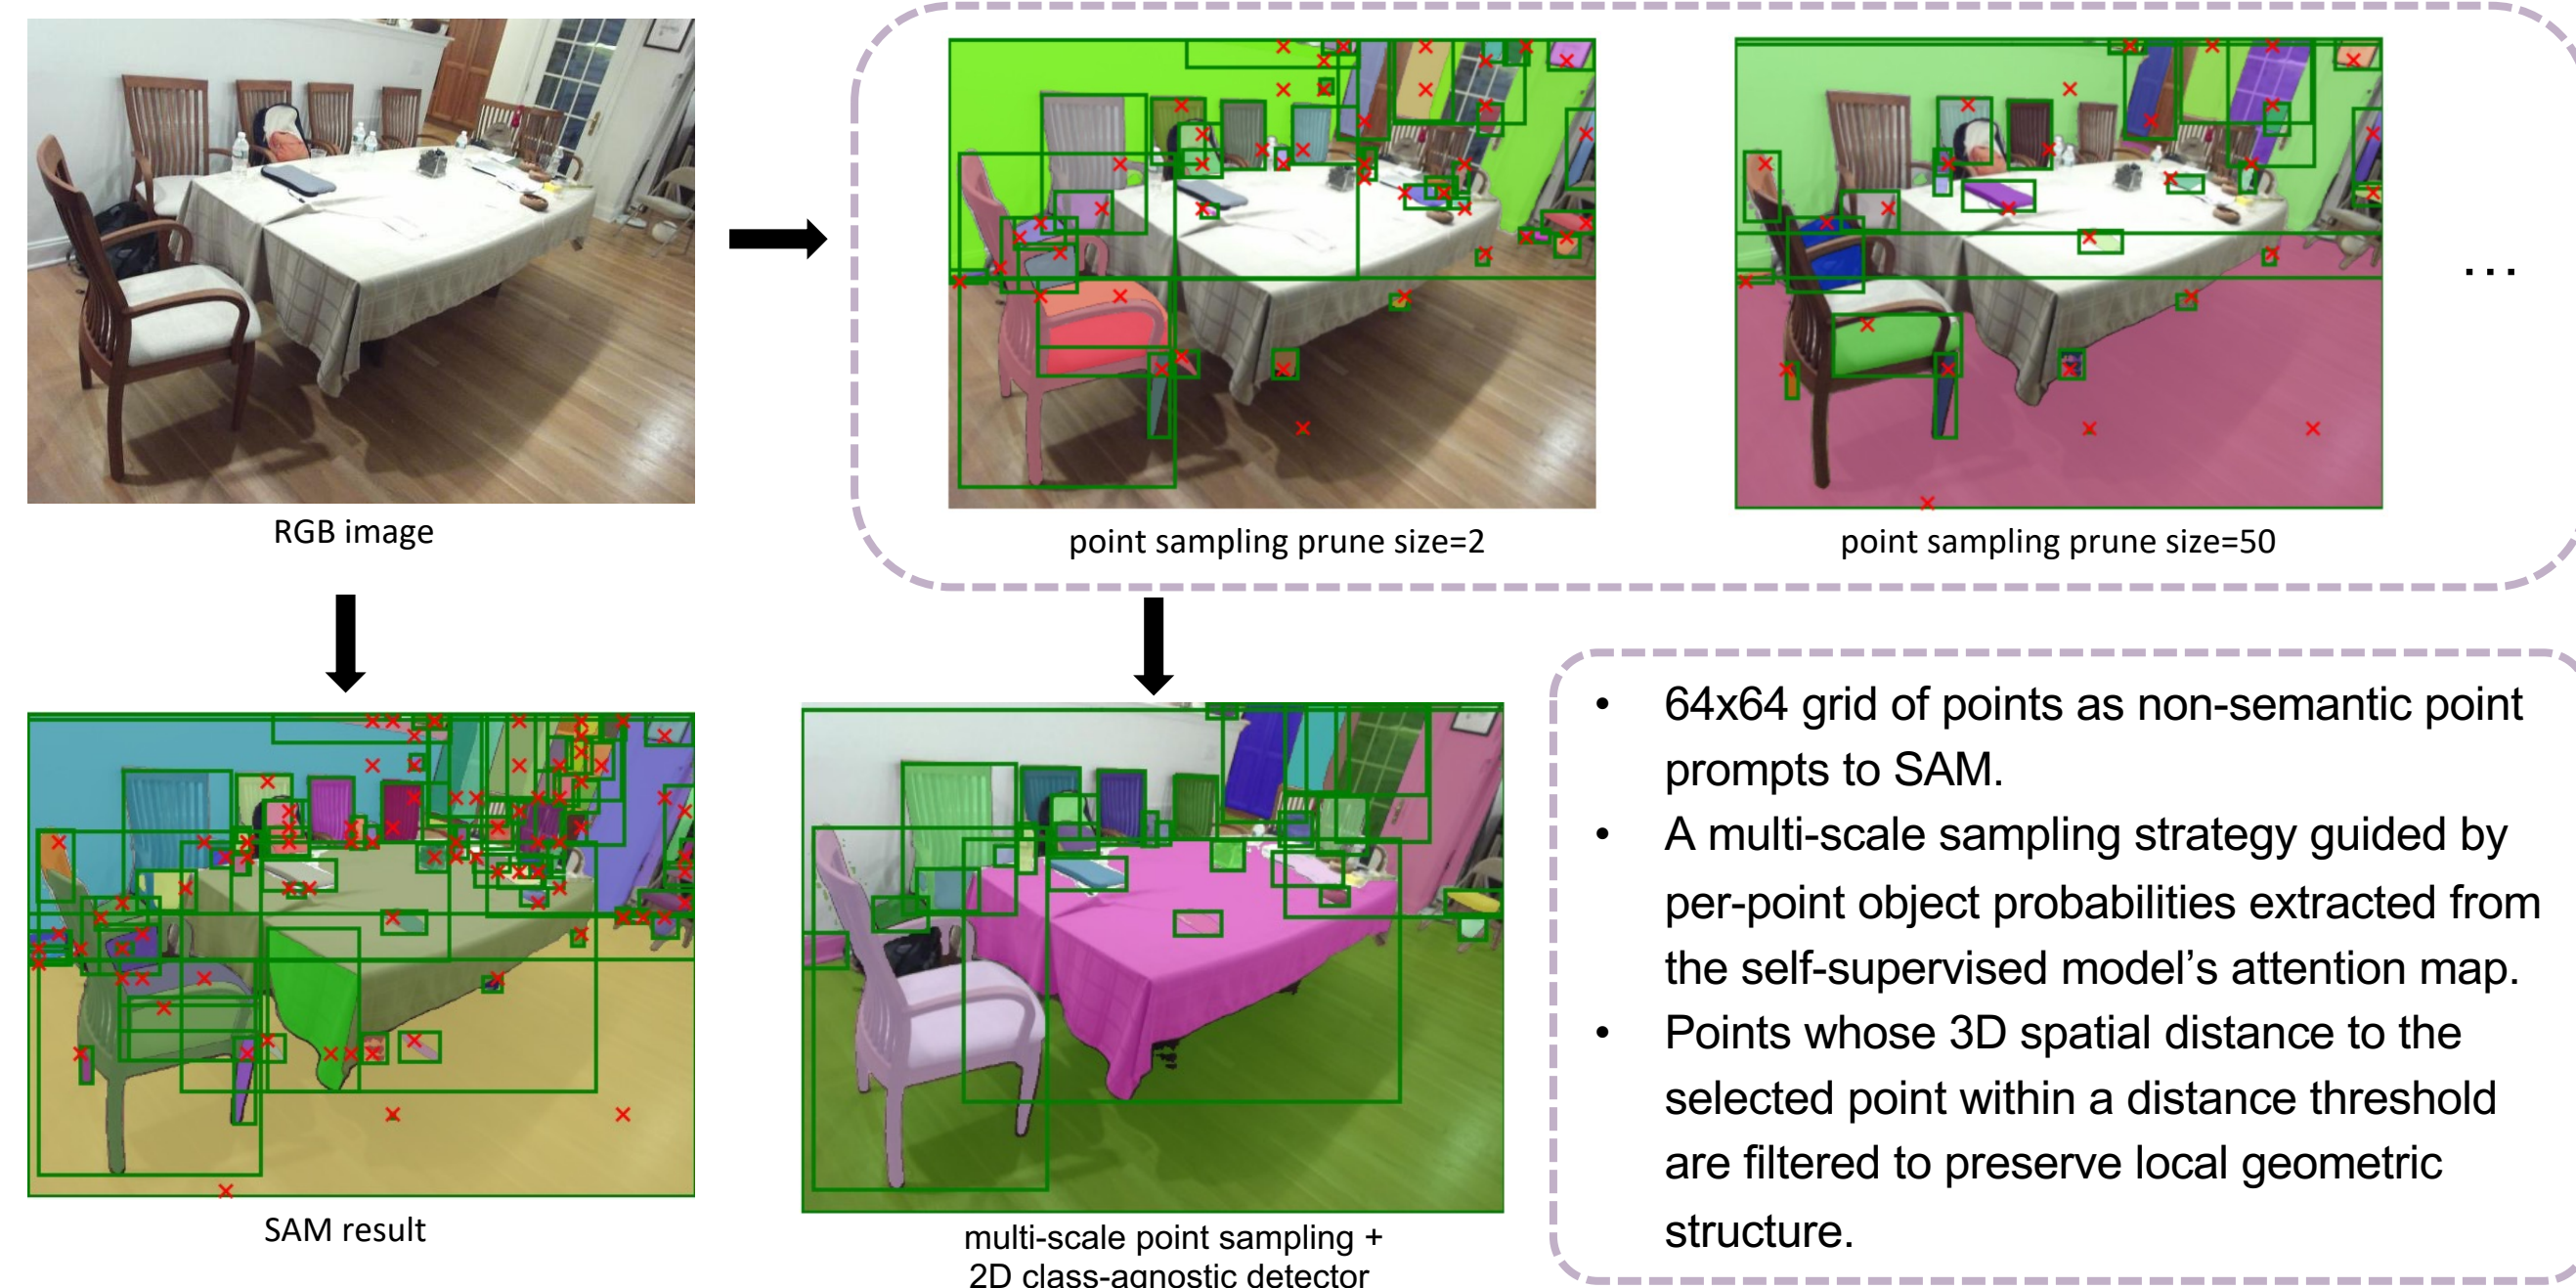 RGB image
point sampling prune size=2
point sampling prune size=50
...
SAM result
multi-scale point sampling +
2D class-agnostic detector
• 64x64 grid of points as non-semantic point
prompts to SAM.
• A multi-scale sampling strategy guided by
per-point object probabilities extracted from
the self-supervised model’s attention map.
• Points whose 3D spatial distance to the
selected point within a distance threshold
are filtered to preserve local geometric
structure.